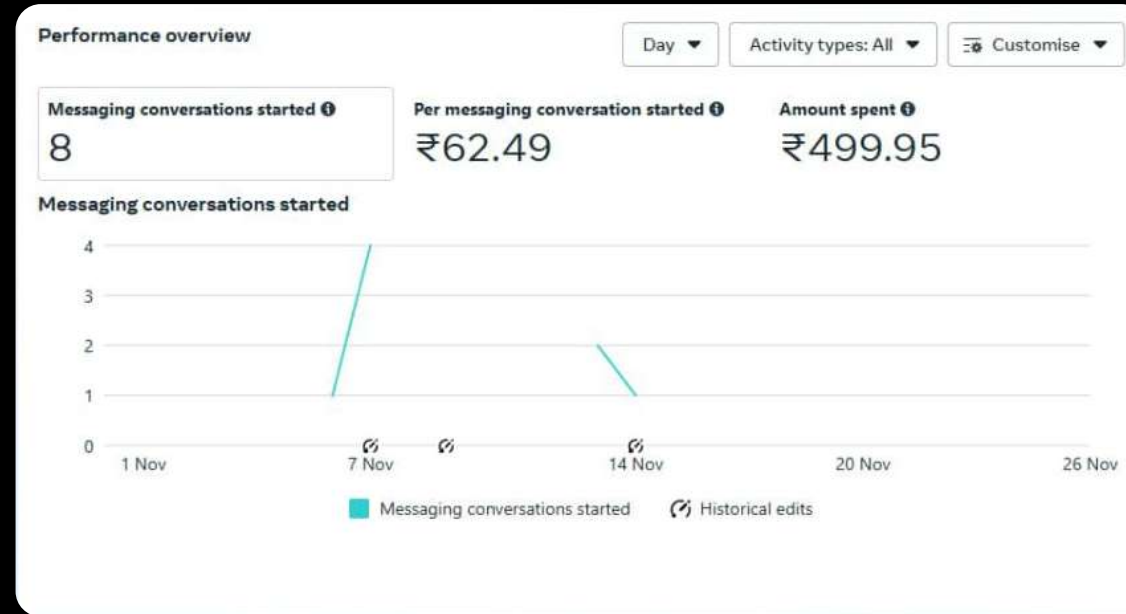 Performance overview
Day
Activity types: All
Customise
Messaging conversations started
8
Per messaging conversation started
₹62.49
Amount spent
₹499.95
Messaging conversations started
4
3
2
1
0
1 Nov
7 Nov
14 Nov
20 Nov
26 Nov
Messaging conversations started
Historical edits